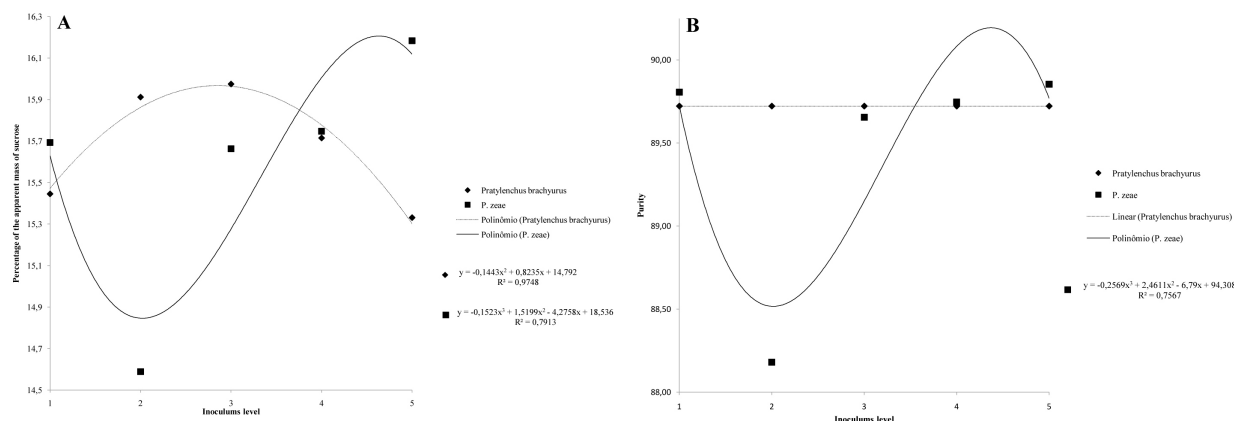 A
Percentage of the apparent mass of sucrose
16,3
16,1
15,9
15,7
15,5
15,3
15,1
14,9
14,7
14,5
1
2
3
4
5
Inoculums level
Pratylenchus brachyurus
P. zeae
Polinômio (Pratylenchus brachyurus)
Polinômio (P. zeae)
y = -0,1443x² + 0,8235x + 14,792
R² = 0,9748
y = -0,1523x³ + 1,5199x² - 4,2758x + 18,536
R² = 0,7913
B
Purity
90,00
89,50
89,00
88,50
88,00
1
2
3
4
5
Inoculums level
Pratylenchus brachyurus
P. zeae
Linear (Pratylenchus brachyurus)
Polinômio (P. zeae)
y = -0,2569x³ + 2,4611x² - 6,79x + 94,308
R² = 0,7567